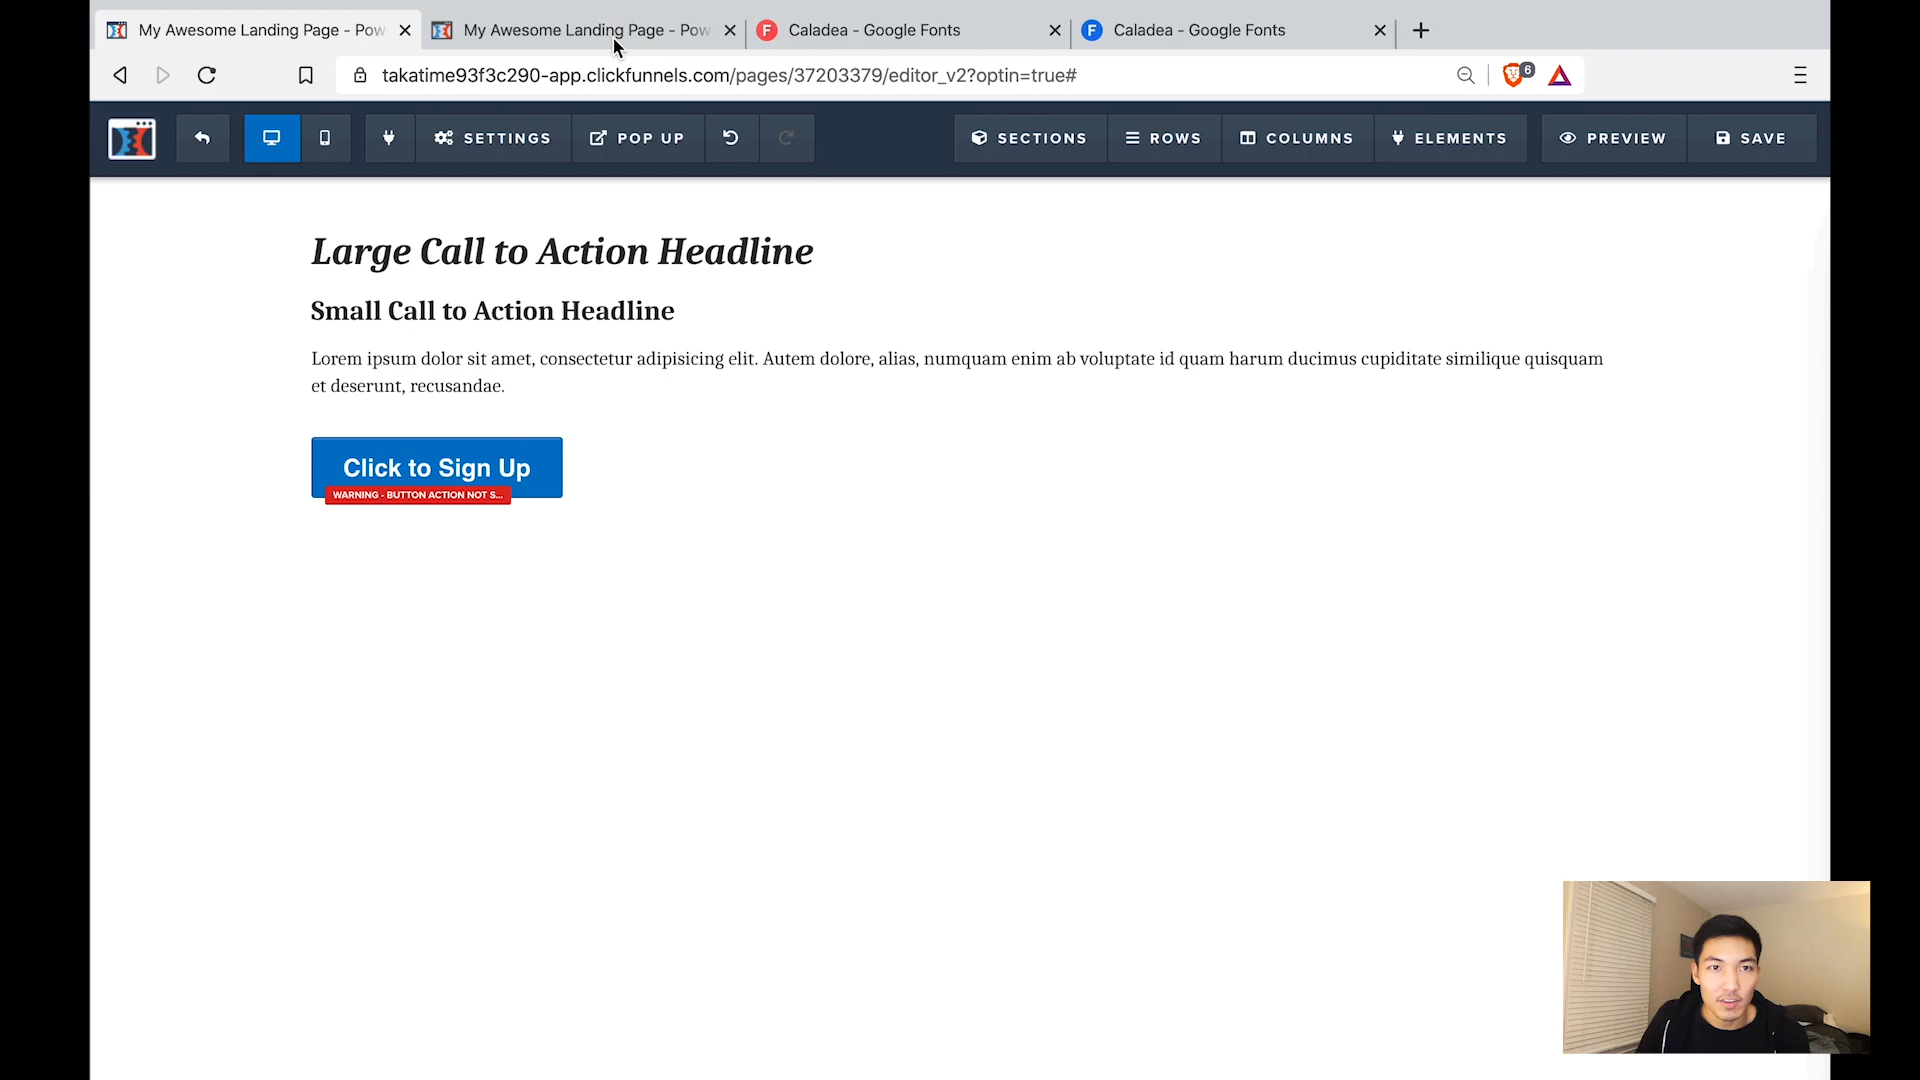 My Awesome Landing Page - Pow
My Awesome Landing Page - Pow
F
Caladea - Google Fonts
F
Caladea - Google Fonts
takatime93f3c290-app.clickfunnels.com/pages/37203379/editor_v2?optin=true#
6
SETTINGS
POP UP
SECTIONS
ROWS
COLUMNS
ELEMENTS
PREVIEW
SAVE
Large Call to Action Headline
Small Call to Action Headline
Lorem ipsum dolor sit amet, consectetur adipisicing elit. Autem dolore, alias, numquam enim ab voluptate id quam harum ducimus cupiditate similique quisquam
et deserunt, recusandae.
Click to Sign Up
WARNING - BUTTON ACTION NOT S...